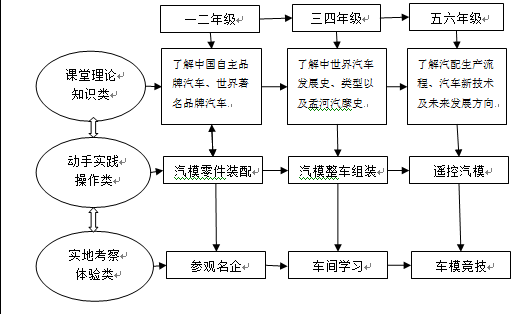 一二年级
三四年级
五六年级
课堂理论
知识类
了解中国自主品
牌汽车、世界著
名品牌汽车.
了解中世界汽车
发展史、类型以
及孟河汽摩史.
了解汽配生产流
程、汽车新技术
及未来发展方向.
动手实践
操作类
汽模零件装配
汽模整车组装
遥控汽模
实地考察
体验类
参观名企
车间学习
车模竞技